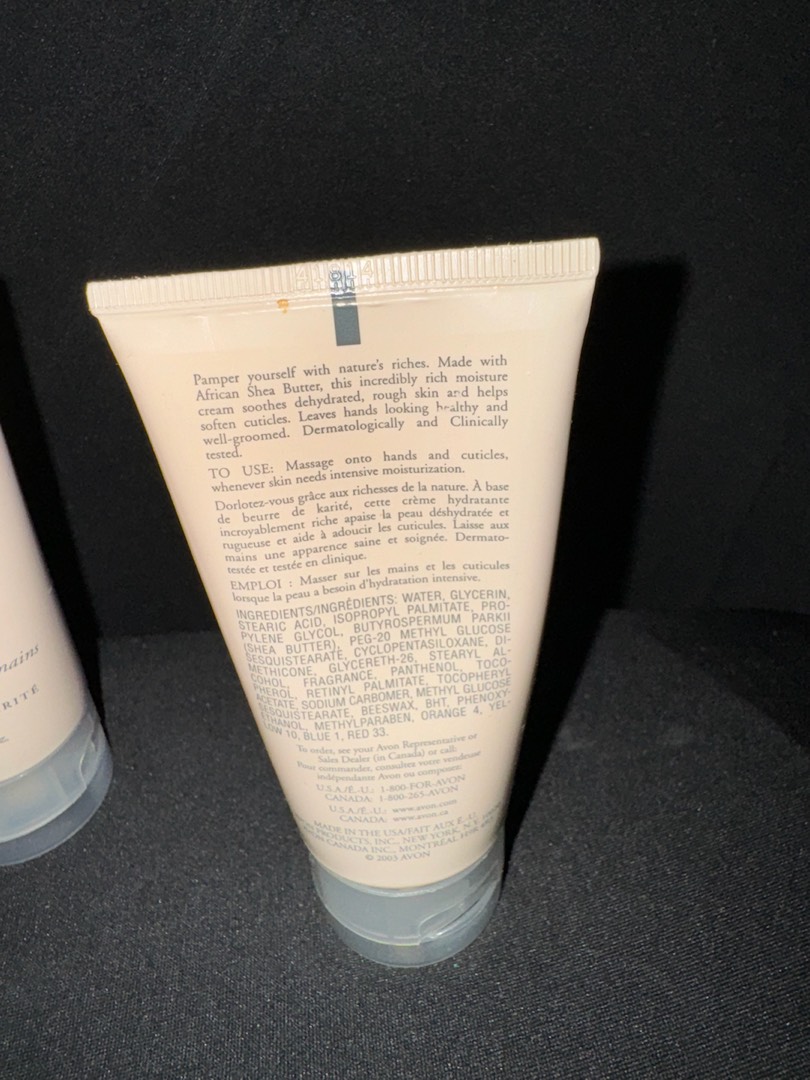 Pamper yourself with nature's riches. Made with
African Shea Butter, this incredibly rich moisture
cream soothes dehydrated, rough skin and helps
soften cuticles. Leaves hands looking healthy and
well-groomed. Dermatologically and Clinically
tested.
TO USE: Massage onto hands and cuticles,
whenever skin needs intensive moisturization.
Dorlotez-vous grâce aux richesses de la nature. À base
de beurre de karité, cette crème hydratante
incroyablement riche apaise la peau déshydratée et
rugueuse et aide à adoucir les cuticules. Laisse aux
mains une apparence saine et soignée. Dermato-
testée et testée en clinique.
EMPLOI : Masser sur les mains et les cuticules
lorsque la peau a besoin d'hydratation intensive.
INGREDIENTS/INGRÉDIENTS: WATER, GLYCERIN,
STEARIC ACID, ISOPROPYL PALMITATE, PRO-
PYLENE GLYCOL, BUTYROSPERMUM PARKII
(SHEA BUTTER), PEG-20 METHYL GLUCOSE
SESQUISTEARATE, CYCLOPENTASILOXANE, DI-
METHICONE, GLYCERETH-26, STEARYL AL-
COHOL, FRAGRANCE, PANTHENOL, TOCO-
PHEROL, RETINYL PALMITATE, TOCOPHERYL
ACETATE, SODIUM CARBOMER, METHYL GLUCOSE
SESQUISTEARATE, BEESWAX, BHT, PHENOXY-
ETHANOL, METHYLPARABEN, ORANGE 4, YEL-
LOW 10, BLUE 1, RED 33.
To order, see your Avon Representative or
Sales Dealer (in Canada) or call:
Pour commander, consultez votre vendeuse
indépendante Avon ou composez:
U.S.A./É.-U.: 1-800-FOR-AVON
CANADA: 1-800-265-AVON
U.S.A./É.-U.: www.avon.com
CANADA: www.avon.ca
MADE IN THE USA/FAIT AUX É.-U.
PRODUCTS, INC., NEW YORK, N.Y.
CANADA INC., MONTRÉAL
© 2003 AVON
mains